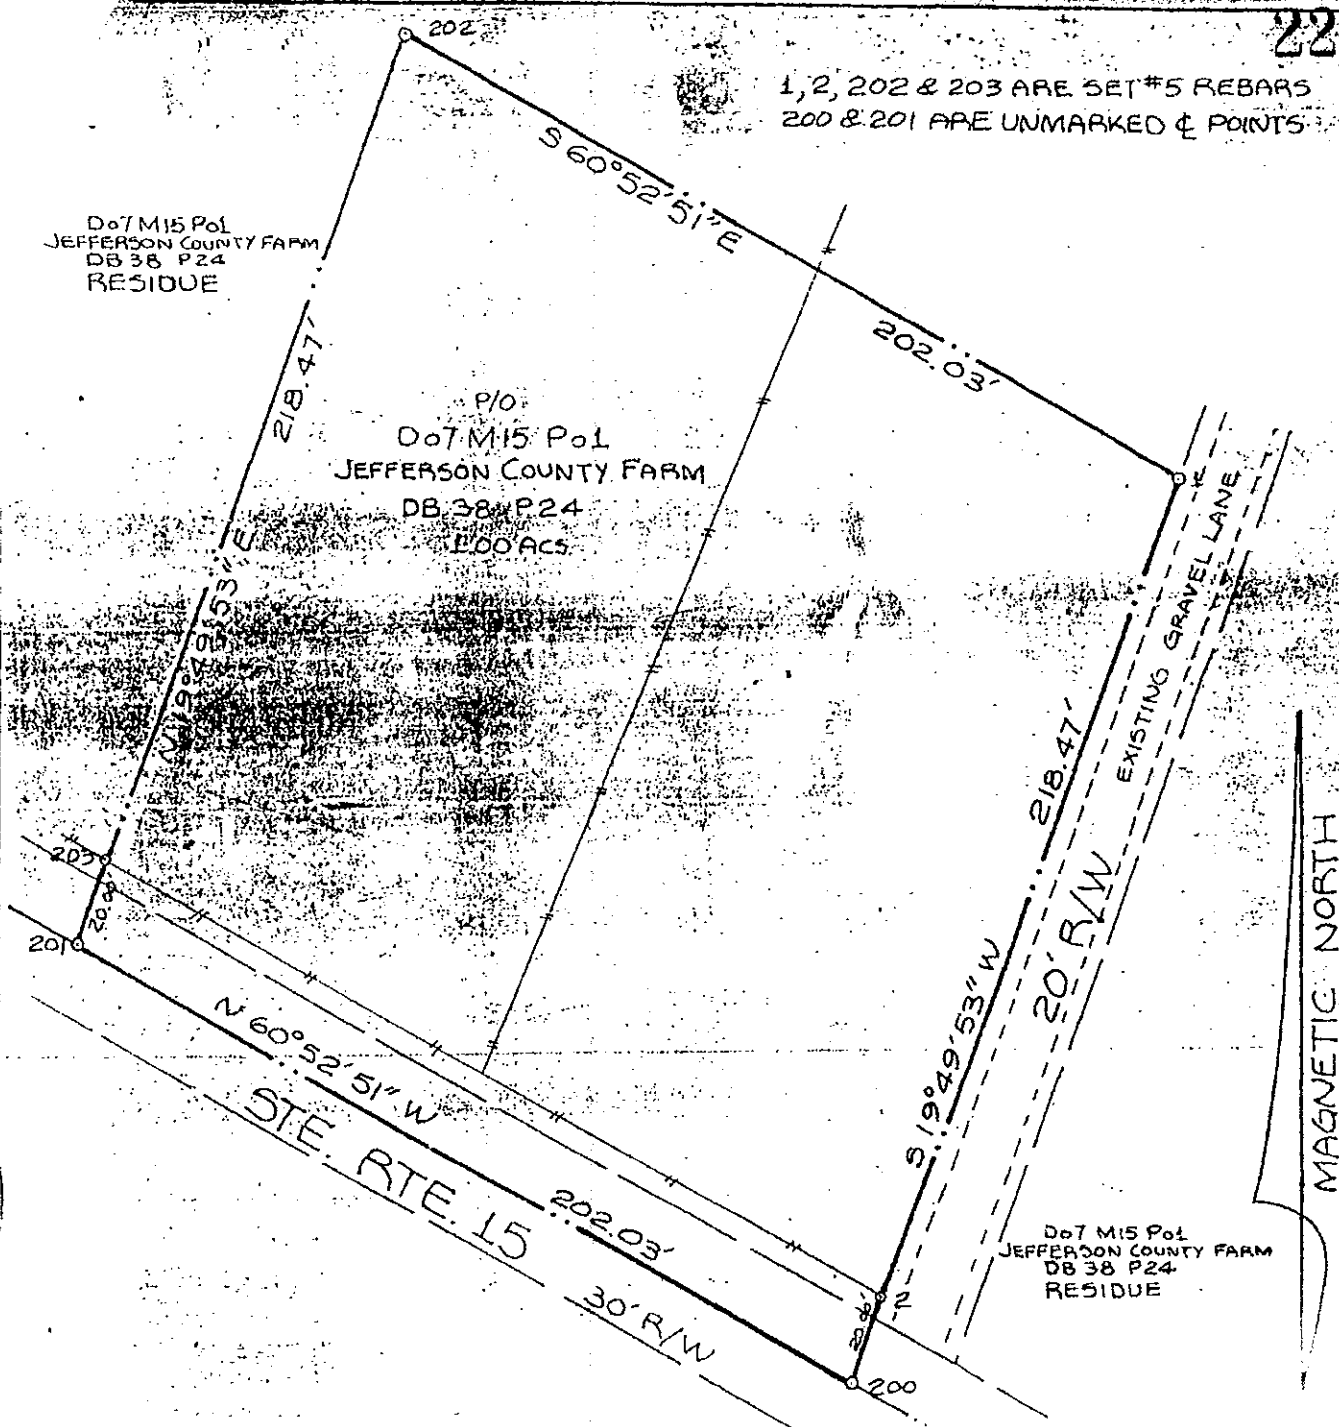 22
202
1, 2, 202 & 203 ARE SET #5 REBARS
200 & 201 ARE UNMARKED ℄ POINTS
S 60°52'51" E
202.03'
Do7 M15 Po1
JEFFERSON COUNTY FARM
DB 38 P24
RESIDUE
218.47'
N 19°49'53" E
P/O
Do7 M15 Po1
JEFFERSON COUNTY FARM
DB 38 P24
1.00 ACS
EXISTING GRAVEL LANE
218.47'
20' R/W
S 19°49'53" W
MAGNETIC NORTH
203
201
N 60°52'51" W
202.03'
STE. RTE. 15
30' R/W
2
200
Do7 M15 Po1
JEFFERSON COUNTY FARM
DB 38 P24
RESIDUE